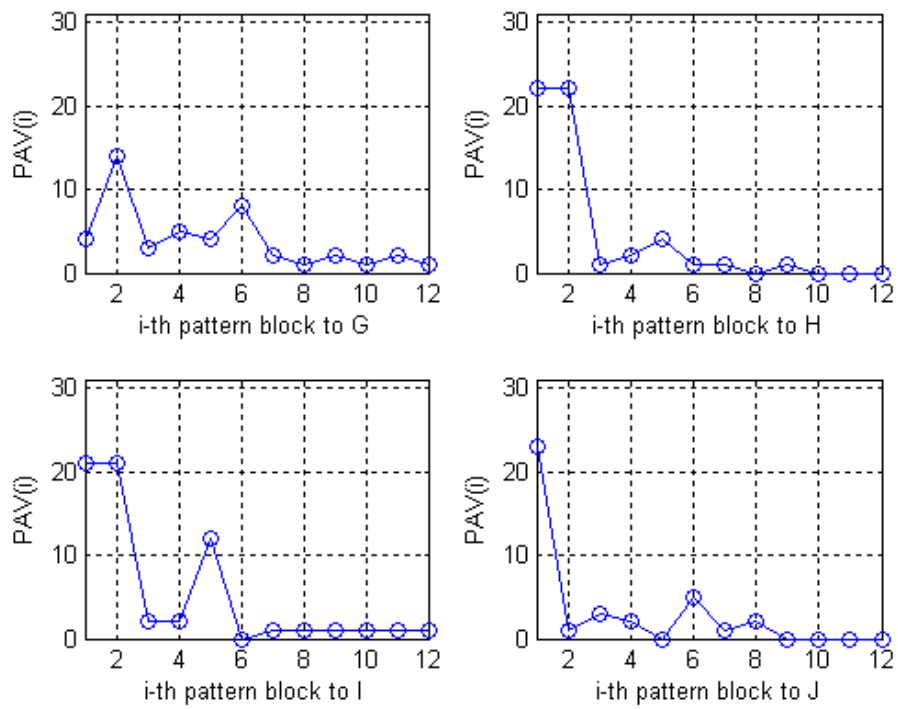 30
20
10
0
PAV(i)
2 4 6 8 10 12
i-th pattern block to G
30
20
10
0
PAV(i)
2 4 6 8 10 12
i-th pattern block to H
30
20
10
0
PAV(i)
2 4 6 8 10 12
i-th pattern block to I
30
20
10
0
PAV(i)
2 4 6 8 10 12
i-th pattern block to J